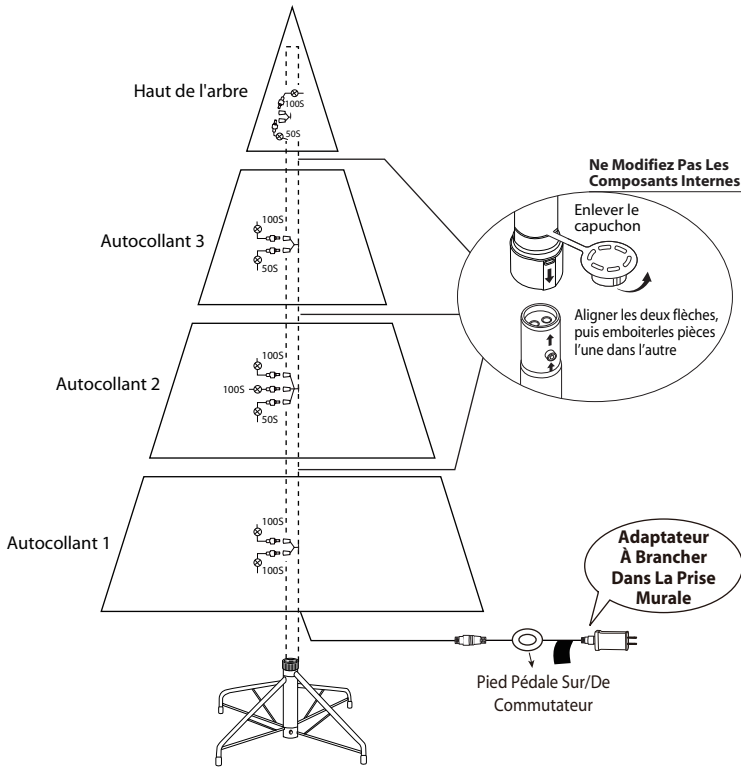 Haut de l'arbre
100S
50S
Ne Modifiez Pas Les
Composants Internes
Enlever le
capuchon
Autocollant 3
100S
50S
Aligner les deux flèches,
puis emboiterles pièces
l'une dans l'autre
Autocollant 2
100S
100S
50S
Autocollant 1
100S
100S
Adaptateur
À Brancher
Dans La Prise
Murale
Pied Pédale Sur/De
Commutateur